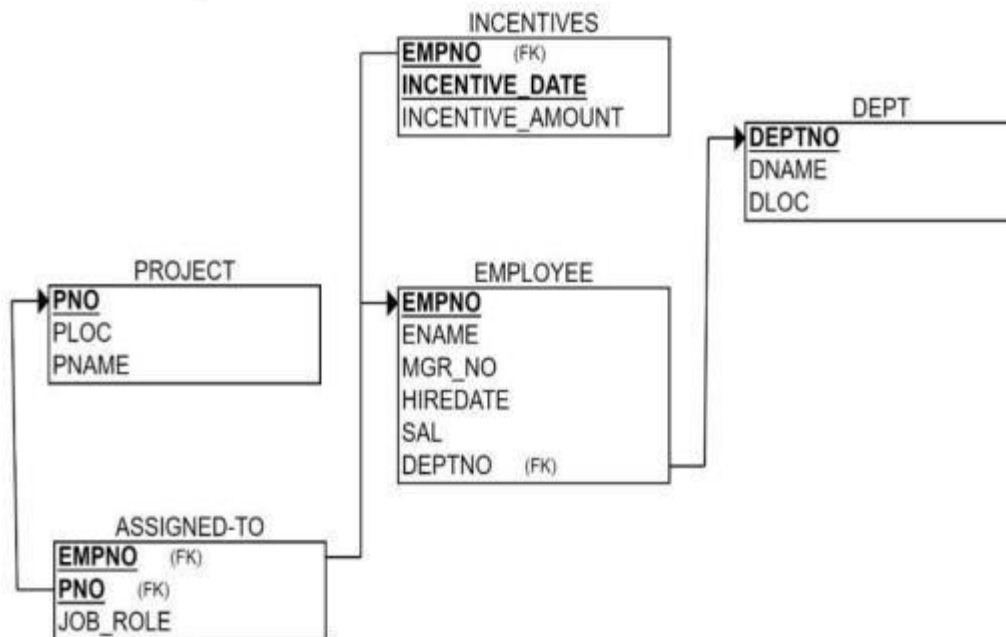 INCENTIVES
EMPNO (FK)
INCENTIVE_DATE
INCENTIVE_AMOUNT
DEPT
DEPTNO
DNAME
DLOC
PROJECT
PNO
PLOC
PNAME
EMPLOYEE
EMPNO
ENAME
MGR_NO
HIREDATE
SAL
DEPTNO (FK)
ASSIGNED-TO
EMPNO (FK)
PNO (FK)
JOB_ROLE